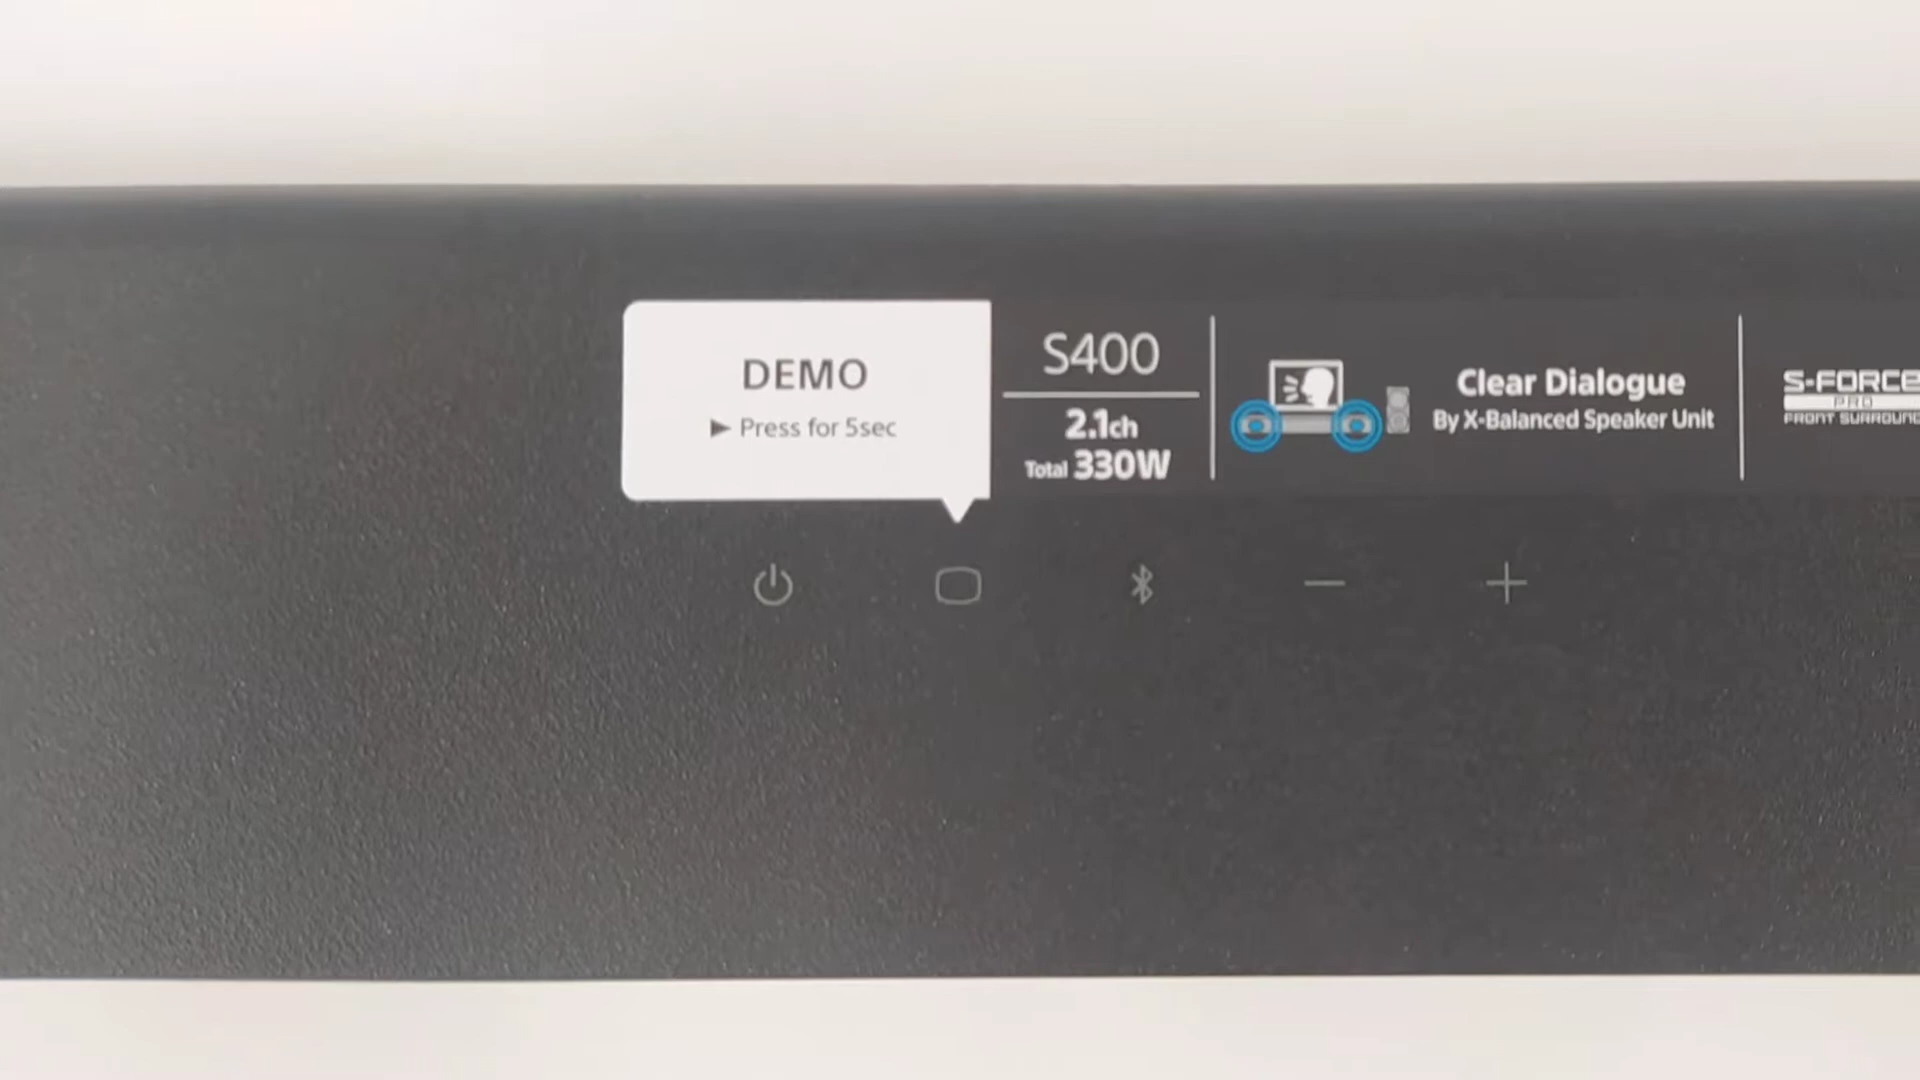 DEMO
▶ Press for 5sec
S400
2.1ch
Total 330W
Clear Dialogue
By X-Balanced Speaker Unit
S-FORCE
PRO
FRONT SURROUND